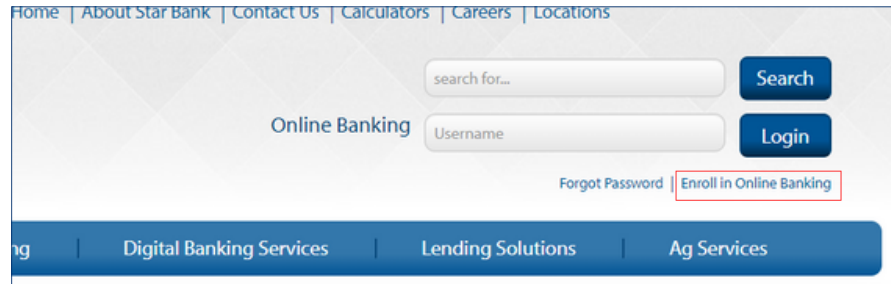 Home | About Star Bank | Contact Us | Calculators | Careers | Locations
search for... Search
Online Banking Username Login
Forgot Password | Enroll in Online Banking
ng | Digital Banking Services | Lending Solutions | Ag Services